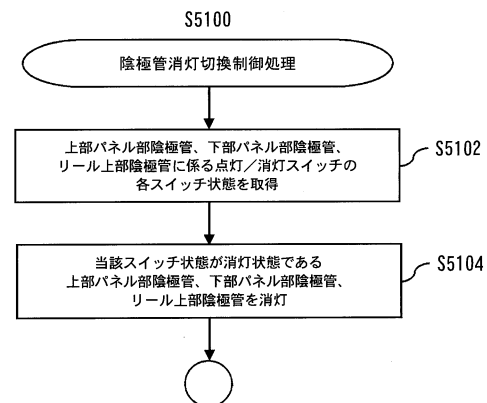 S5100
陰極管消灯切換制御処理
上部パネル部陰極管、下部パネル部陰極管、
リール上部陰極管に係る点灯／消灯スイッチの
各スイッチ状態を取得
S5102
当該スイッチ状態が消灯状態である
上部パネル部陰極管、下部パネル部陰極管、
リール上部陰極管を消灯
S5104